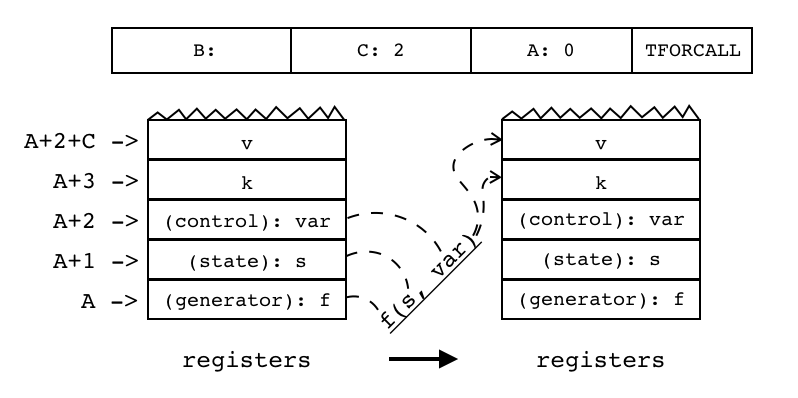 B: C: 2 A: 0 TFORCALL
A+2+C -> v v
A+3 -> k k
A+2 -> (control): var (control): var
A+1 -> (state): s (state): s
A -> (generator): f (generator): f
f(s, var)
registers registers